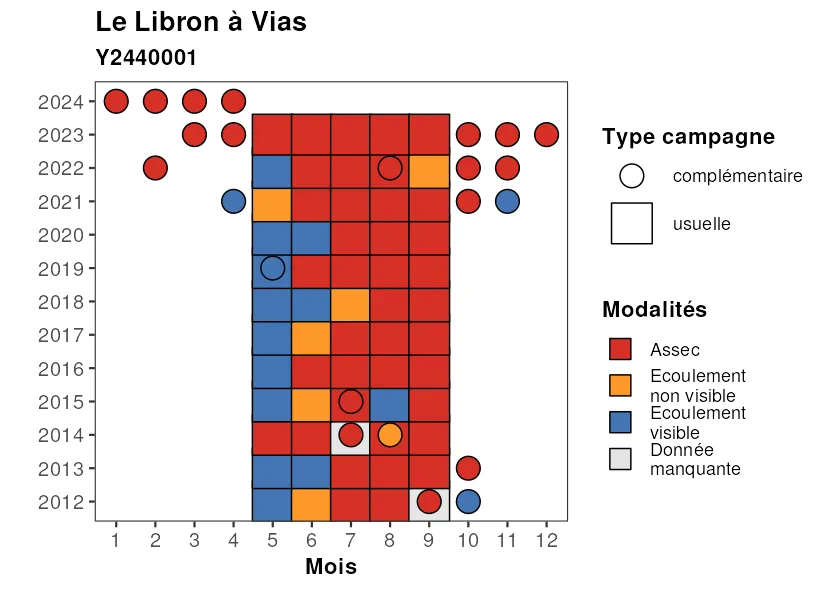 Le Libron à Vias
Y2440001
2024
2023
2022
2021
2020
2019
2018
2017
2016
2015
2014
2013
2012
1 2 3 4 5 6 7 8 9 10 11 12
Mois
Type campagne
complémentaire
usuelle
Modalités
Assec
Ecoulement
non visible
Ecoulement
visible
Donnée
manquante